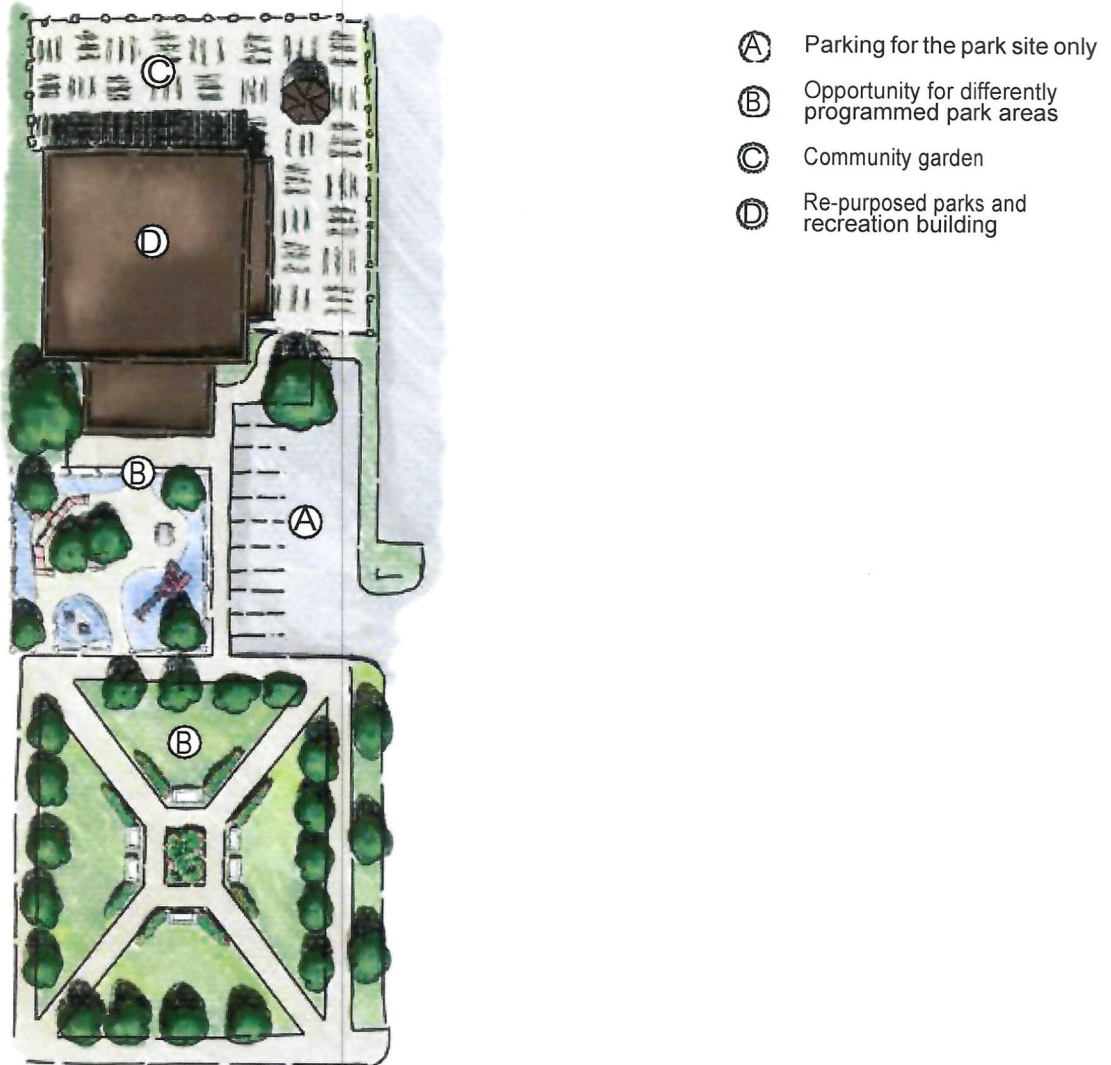 C
D
B
A
B
A Parking for the park site only
B Opportunity for differently
programmed park areas
C Community garden
D Re-purposed parks and
recreation building